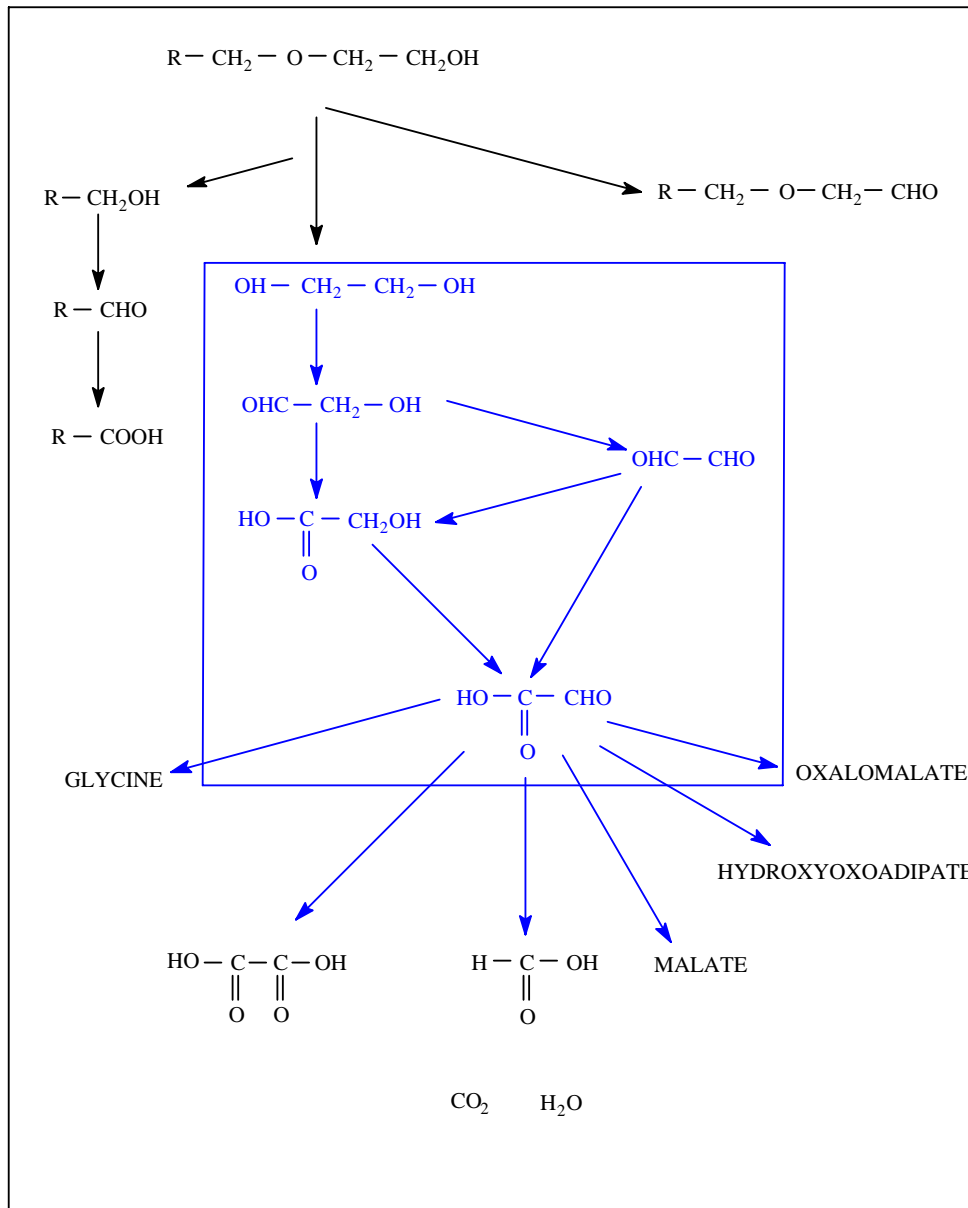 R — CH₂ — O — CH₂ — CH₂OH
R — CH₂OH
R — CH₂ — O — CH₂ — CHO
OH — CH₂ — CH₂ — OH
R — CHO
OHC — CH₂ — OH
R — COOH
OHC — CHO
HO — C — CH₂OH
O
HO — C — CHO
O
GLYCINE
OXALOMALATE
HYDROXYOXOADIPATE
HO — C — C — OH
O O
H — C — OH
O
MALATE
CO₂ H₂O